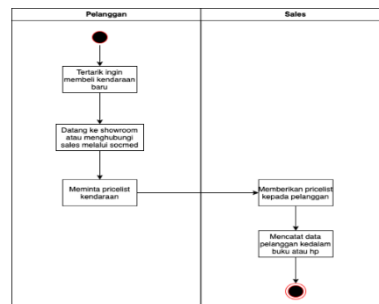 Pelanggan
Sales
Tertarik ingin
membeli kendaraan
baru
Datang ke showroom
atau menghubungi
sales melalui socmed
Meminta pricelist
kendaraan
Memberikan pricelist
kepada pelanggan
Mencatat data
pelanggan kedalam
buku atau hp